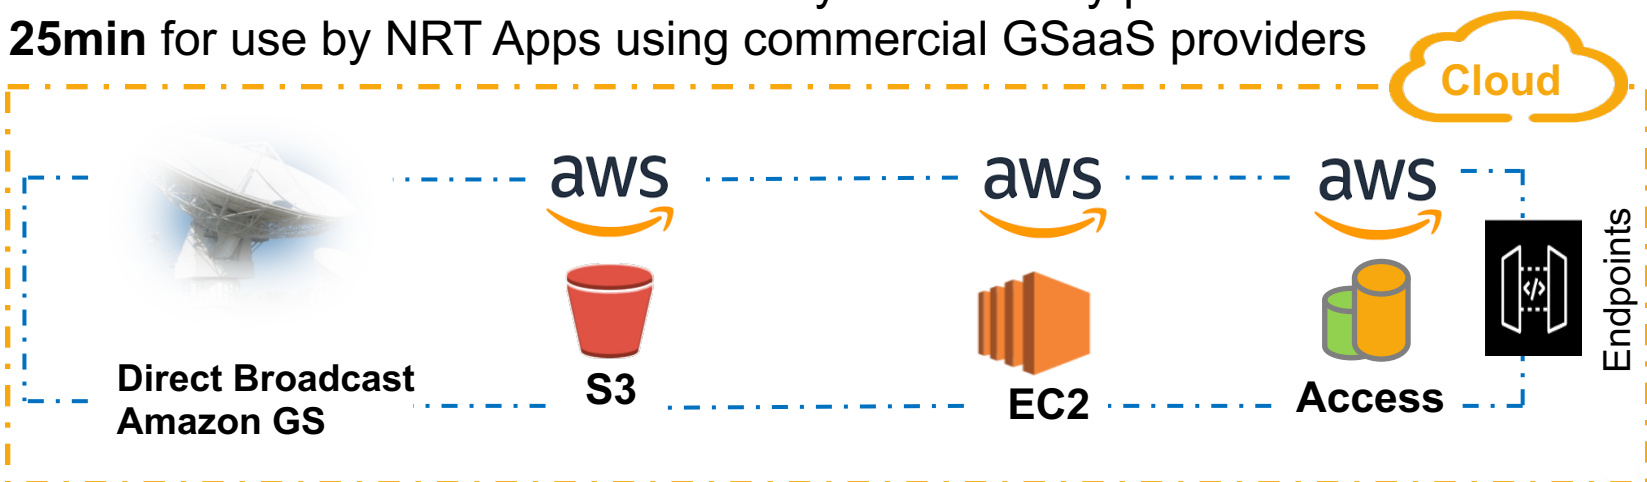 25min for use by NRT Apps using commercial GSaaS providers
Cloud
aws
aws
aws
</>
Endpoints
Direct Broadcast
Amazon GS
S3
EC2
Access